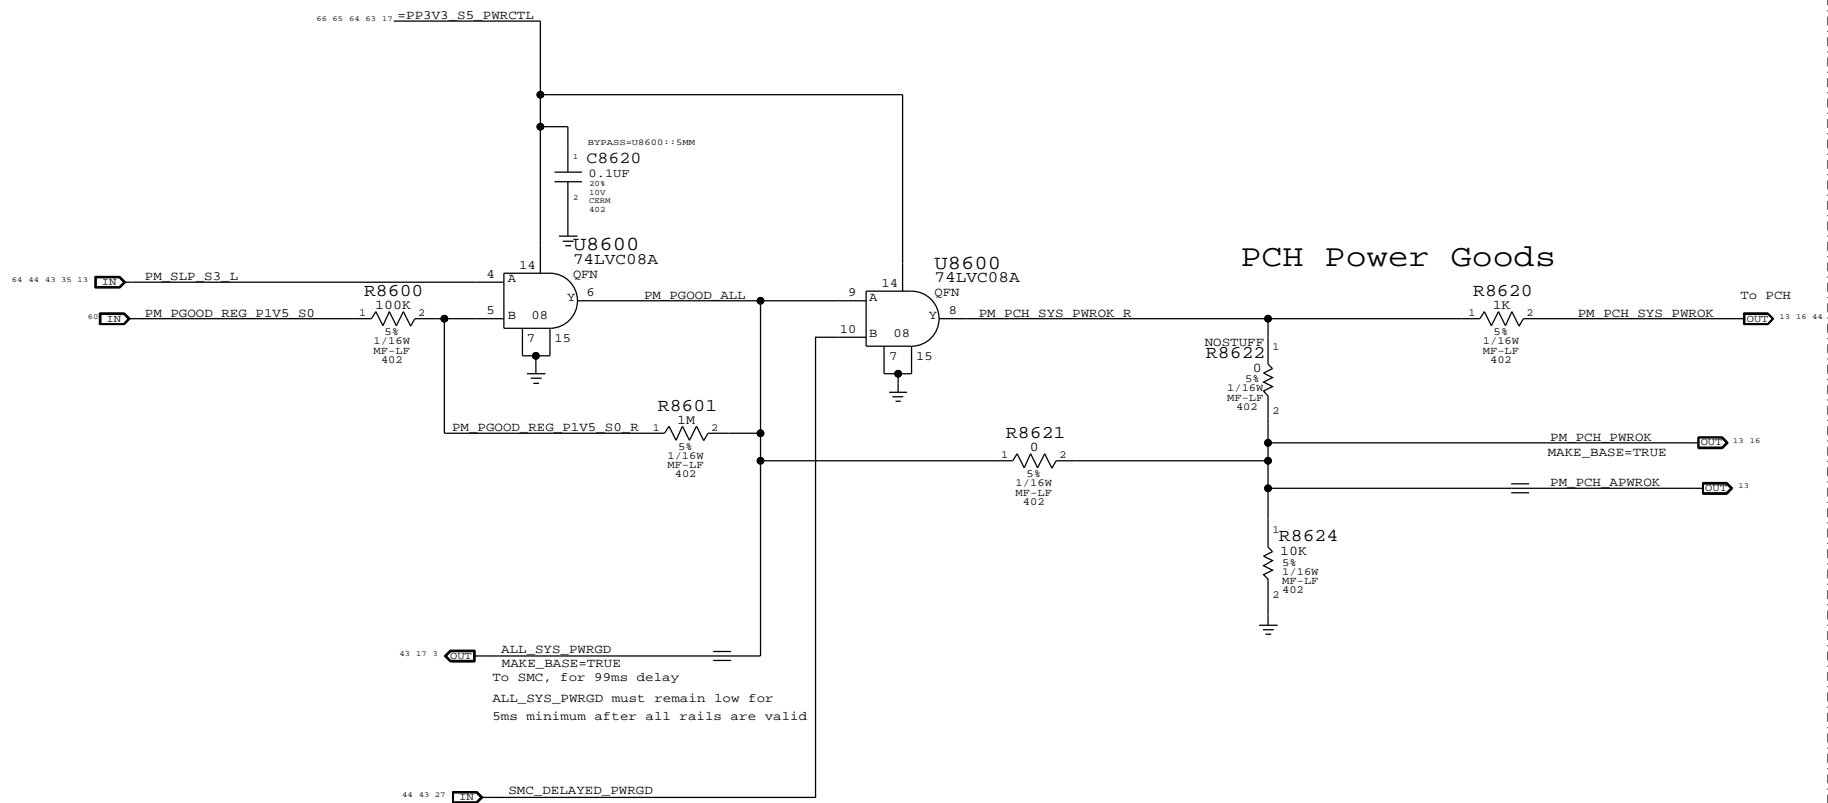 66 65 64 63 17 =PP3V3_S5_PWRCTL
BYPASS=U8600::5MM
1 C8620
0.1UF
20%
10V
2 CERM
402
U8600
74LVC08A
QFN
14
64 44 43 35 13 IN PM_SLP_S3_L 4 A
Y 6 PM_PGOOD_ALL
R8600
100K
60 IN PM_PGOOD_REG_P1V5_S0 1 2 5 B 08
5%
1/16W
MF-LF
402
7 15
U8600
74LVC08A
QFN
14
9 A
Y 8 PM_PCH_SYS_PWROK_R
10 B 08
7 15
PCH Power Goods
R8620
1K
1 2 PM_PCH_SYS_PWROK
5%
1/16W
MF-LF
402
To PCH
OUT 13 16 44
NOSTUFF 1
R8622
0
5%
1/16W
MF-LF
402
2
R8601
1M
PM_PGOOD_REG_P1V5_S0_R 1 2
5%
1/16W
MF-LF
402
R8621
0
1 2
5%
1/16W
MF-LF
402
PM_PCH_PWROK OUT 13 16
MAKE_BASE=TRUE
PM_PCH_APWROK OUT 13
1 R8624
10K
5%
1/16W
MF-LF
402
2
43 17 3 OUT ALL_SYS_PWRGD
MAKE_BASE=TRUE
To SMC, for 99ms delay
ALL_SYS_PWRGD must remain low for
5ms minimum after all rails are valid
44 43 27 IN SMC_DELAYED_PWRGD